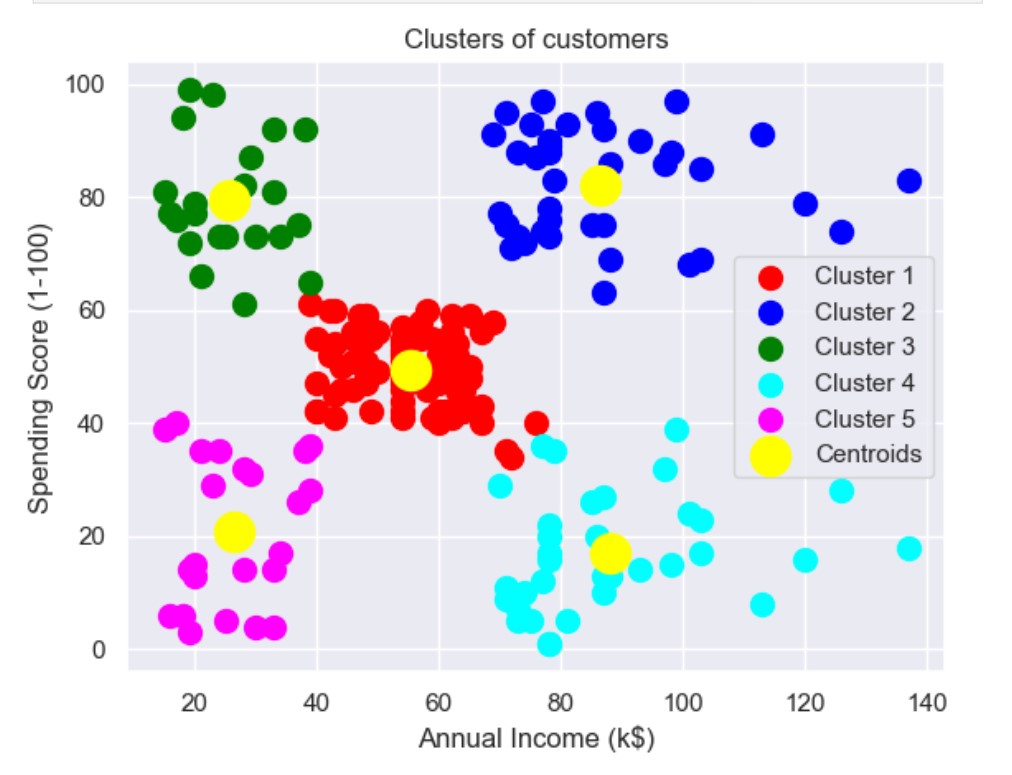 Clusters of customers
100
80
60
40
20
0
Spending Score (1-100)
20 40 60 80 100 120 140
Annual Income (k$)
Cluster 1
Cluster 2
Cluster 3
Cluster 4
Cluster 5
Centroids